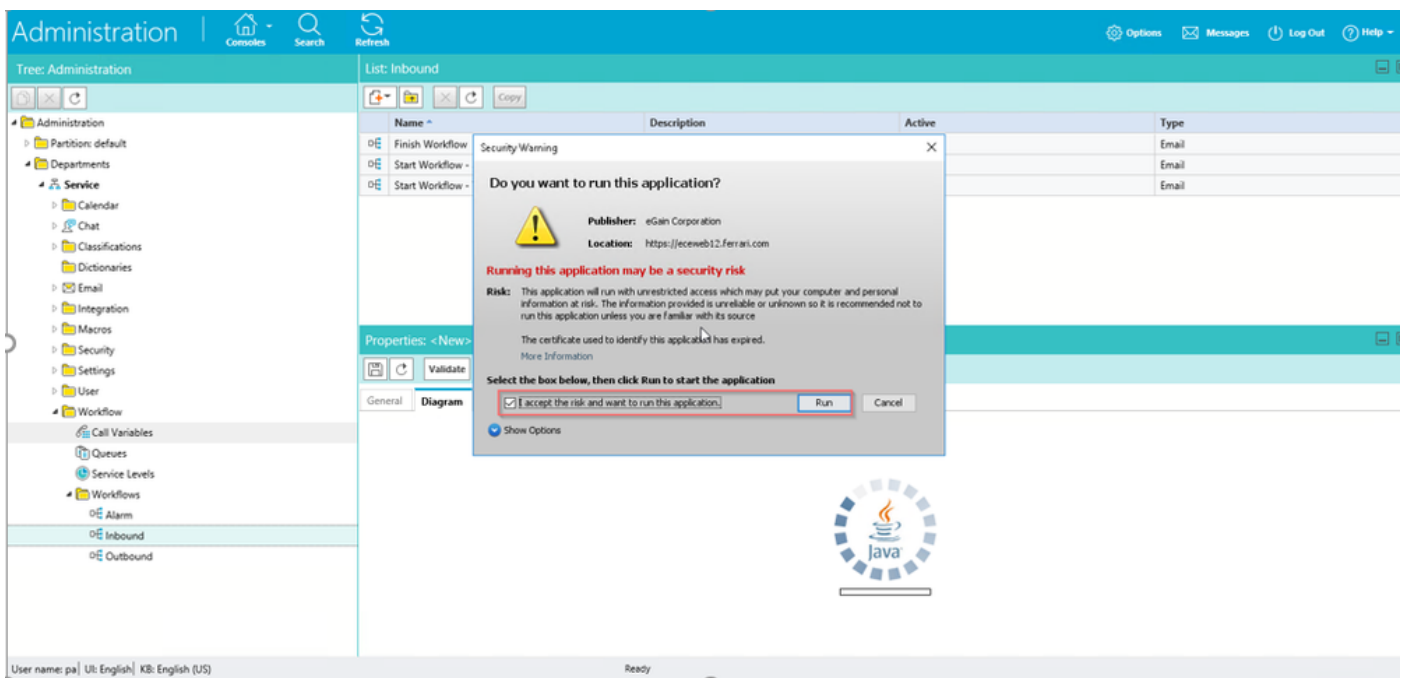 Administration
Consoles
Search
Refresh
Options
Messages
Log Out
Help
Tree: Administration
List: Inbound
Copy
Administration
Partition: default
Departments
Service
Calendar
Chat
Classifications
Dictionaries
Email
Integration
Macros
Security
Settings
User
Workflow
Call Variables
Queues
Service Levels
Workflows
Alarm
Inbound
Outbound
Name Description Active Type
Finish Workflow Email
Start Workflow - Email
Start Workflow - Email
Security Warning
Do you want to run this application?
Publisher: eGain Corporation
Location: https://eceweb12.ferrari.com
Running this application may be a security risk
Risk: This application will run with unrestricted access which may put your computer and personal
information at risk. The information provided is unreliable or unknown so it is recommended not to
run this application unless you are familiar with its source
The certificate used to identify this application has expired.
More Information
Select the box below, then click Run to start the application
I accept the risk and want to run this application.
Run
Cancel
Show Options
Properties: <New>
Validate
General Diagram
Java
User name: pa UI: English KB: English (US)
Ready